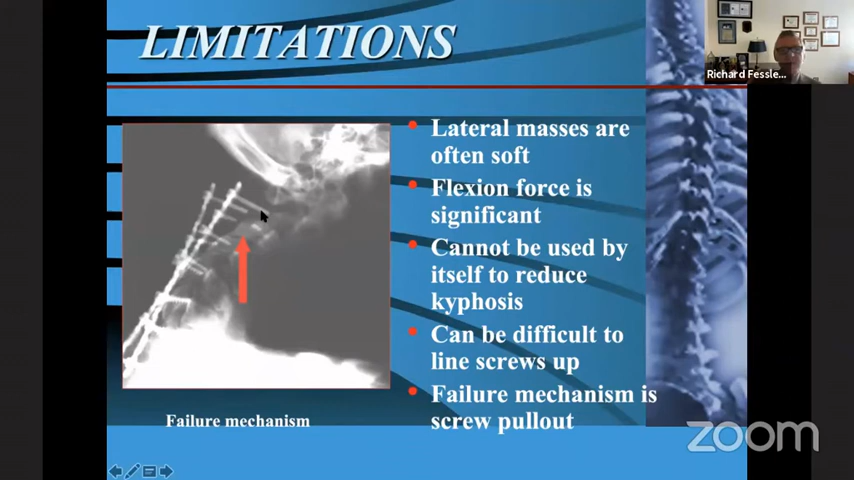 LIMITATIONS
Richard Fessle...
Lateral masses are
often soft
Flexion force is
significant
Cannot be used by
itself to reduce
kyphosis
Can be difficult to
line screws up
Failure mechanism is
screw pullout
Failure mechanism
zoom